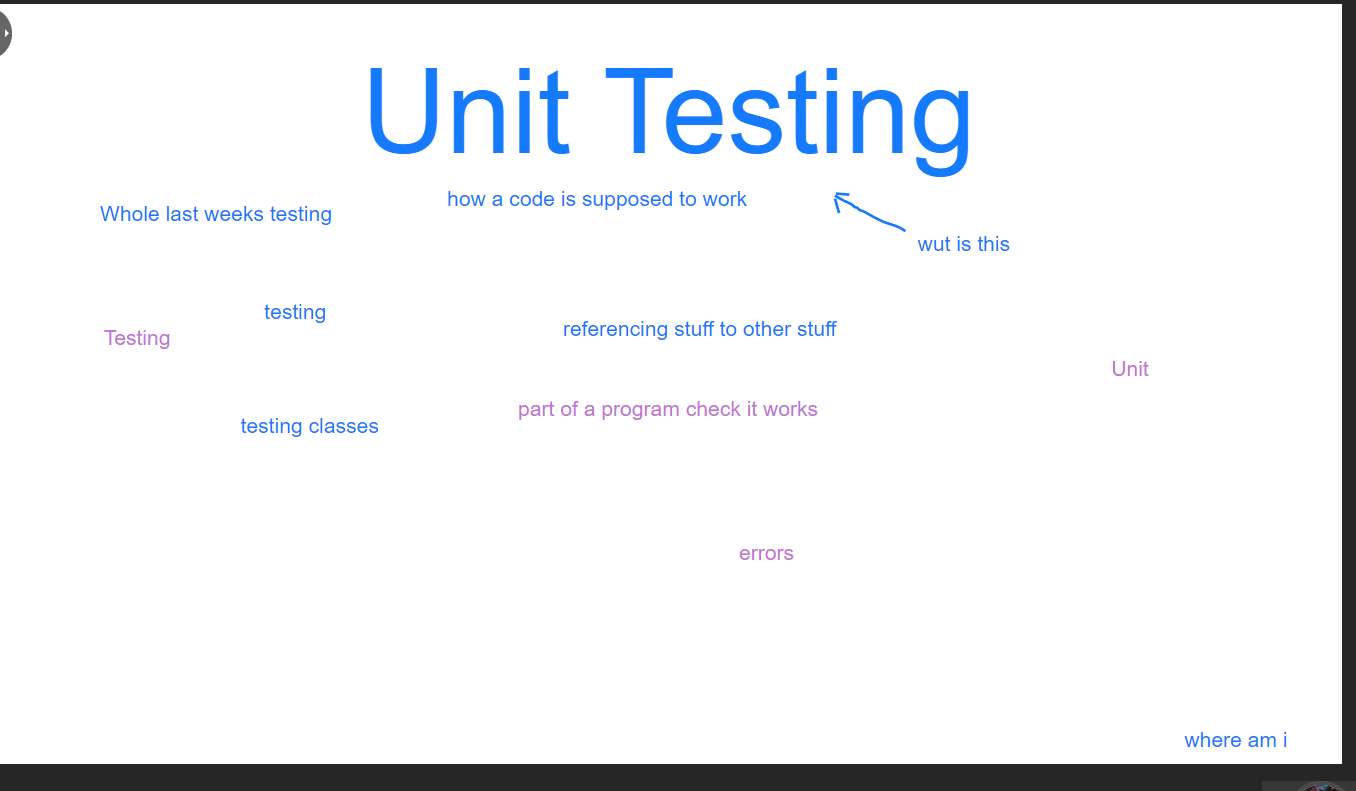 Unit Testing
how a code is supposed to work
Whole last weeks testing
wut is this
testing
referencing stuff to other stuff
Testing
Unit
part of a program check it works
testing classes
errors
where am i